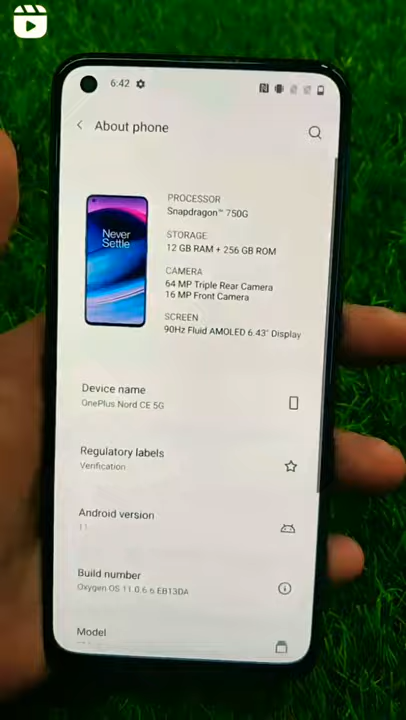 6:42
About phone
Never
Settle
PROCESSOR
Snapdragon™ 750G
STORAGE
12 GB RAM + 256 GB ROM
CAMERA
64 MP Triple Rear Camera
16 MP Front Camera
SCREEN
90Hz Fluid AMOLED 6.43" Display
Device name
OnePlus Nord CE 5G
Regulatory labels
Verification
Android version
11
Build number
Oxygen OS 11.0.6.6.EB13DA
Model